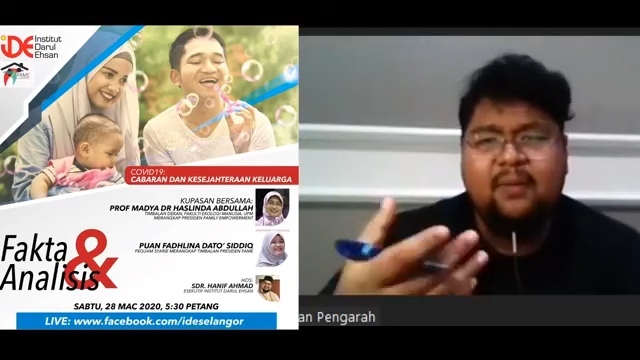 iDE Institut
Darul
Ehsan
COVID19:
CABARAN DAN KESEJAHTERAAN KELUARGA
KUPASAN BERSAMA:
PROF MADYA DR HASLINDA ABDULLAH
TIMBALAN DEKAN, FAKULTI EKOLOGI MANUSIA, UPM
MERANGKAP PRESIDEN FAMILY EMPOWERMENT
PUAN FADHLINA DATO' SIDDIQ
PEGUAM SYARIE MERANGKAP TIMBALAN PRESIDEN FAME
HOS:
SDR. HANIF AHMAD
ESEKUTIF INSTITUT DARUL EHSAN
Fakta &
Analisis
SABTU, 28 MAC 2020, 5:30 PETANG
LIVE: www.facebook.com/ideselangor
an Pengarah